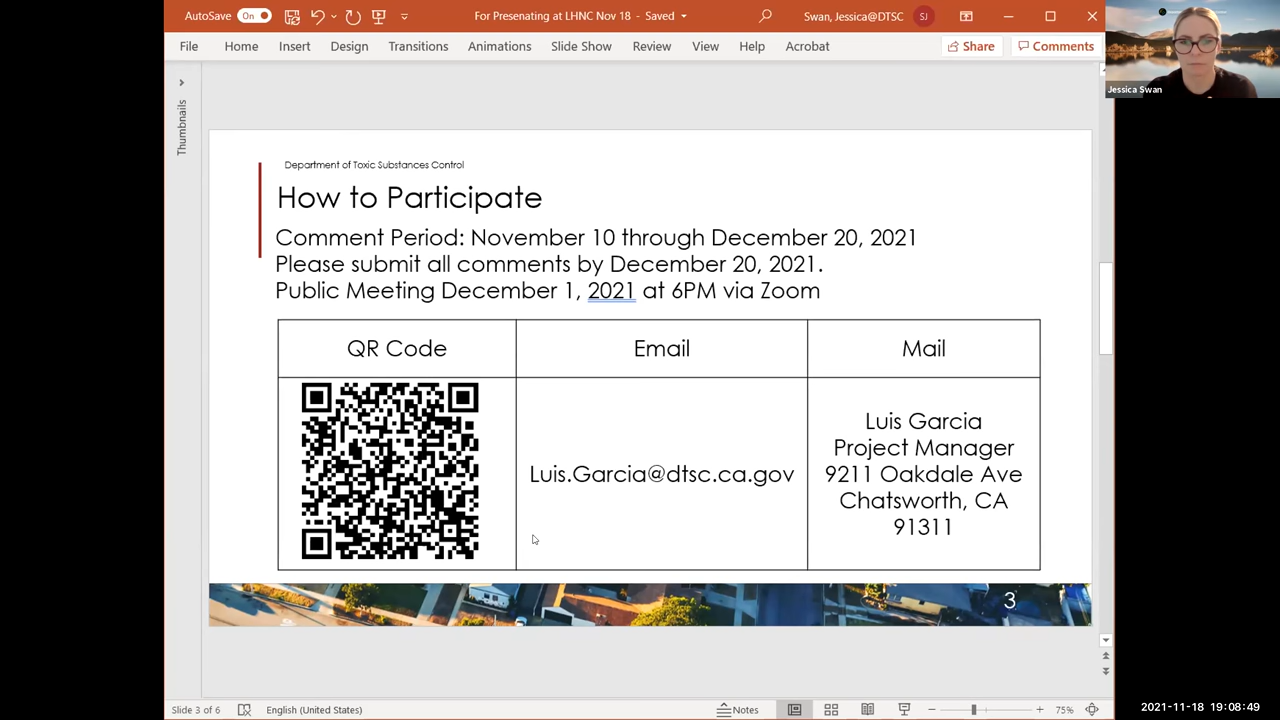 AutoSave On
For Presenating at LHNC Nov 18 - Saved
Swan, Jessica@DTSC
SJ
File Home Insert Design Transitions Animations Slide Show Review View Help Acrobat
Share Comments
Jessica Swan
Thumbnails
Department of Toxic Substances Control
How to Participate
Comment Period: November 10 through December 20, 2021
Please submit all comments by December 20, 2021.
Public Meeting December 1, 2021 at 6PM via Zoom
QR Code Email Mail
Luis.Garcia@dtsc.ca.gov
Luis Garcia
Project Manager
9211 Oakdale Ave
Chatsworth, CA
91311
3
Slide 3 of 6
English (United States)
Notes
75%
2021-11-18 19:08:49